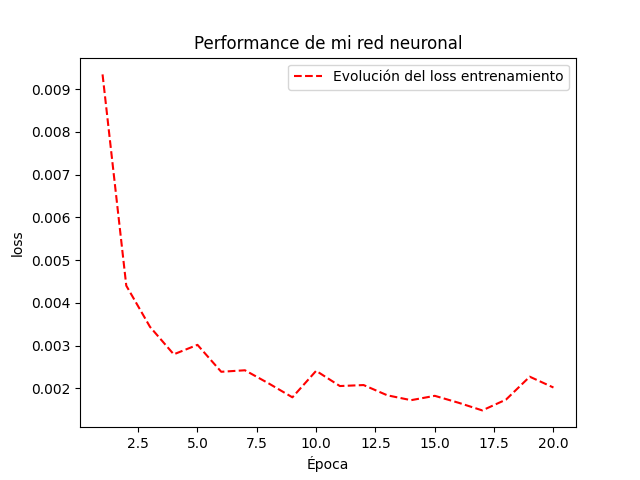 Performance de mi red neuronal
Evolución del loss entrenamiento
0.009
0.008
0.007
0.006
0.005
0.004
0.003
0.002
loss
2.5 5.0 7.5 10.0 12.5 15.0 17.5 20.0
Época